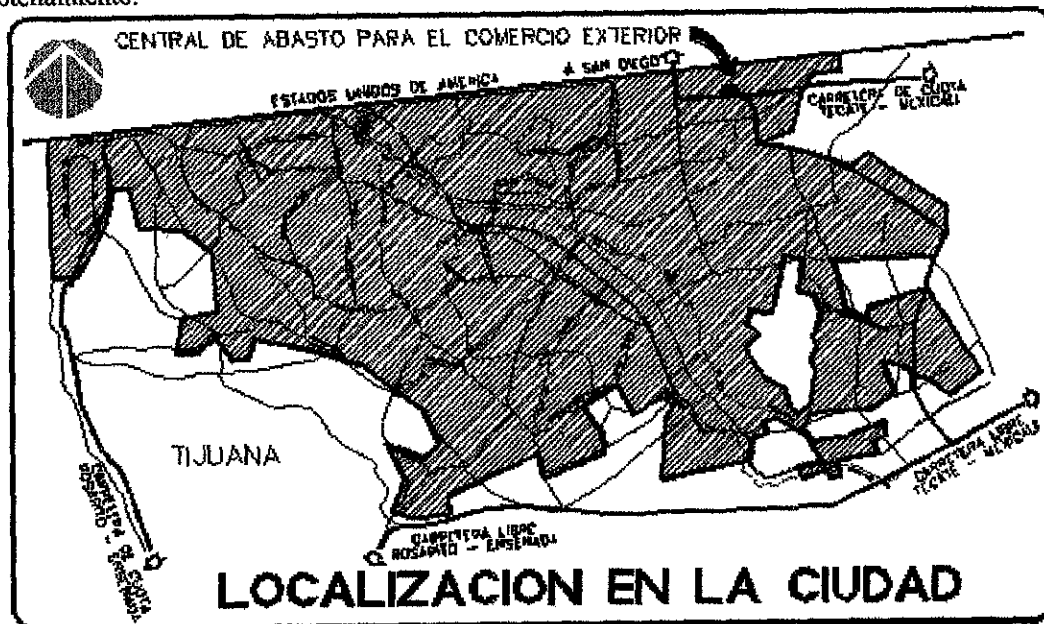 CENTRAL DE ABASTO PARA EL COMERCIO EXTERIOR
ESTADOS UNIDOS DE AMERICA
A SAN DIEGO
CARRETERA DE CUOTA
TECATE - MEXICALI
TIJUANA
CARRETERA DE CUOTA
ROSARITO - ENSENADA
CARRETERA LIBRE
ROSARITO - ENSENADA
CARRETERA LIBRE
TECATE - MEXICALI
LOCALIZACION EN LA CIUDAD